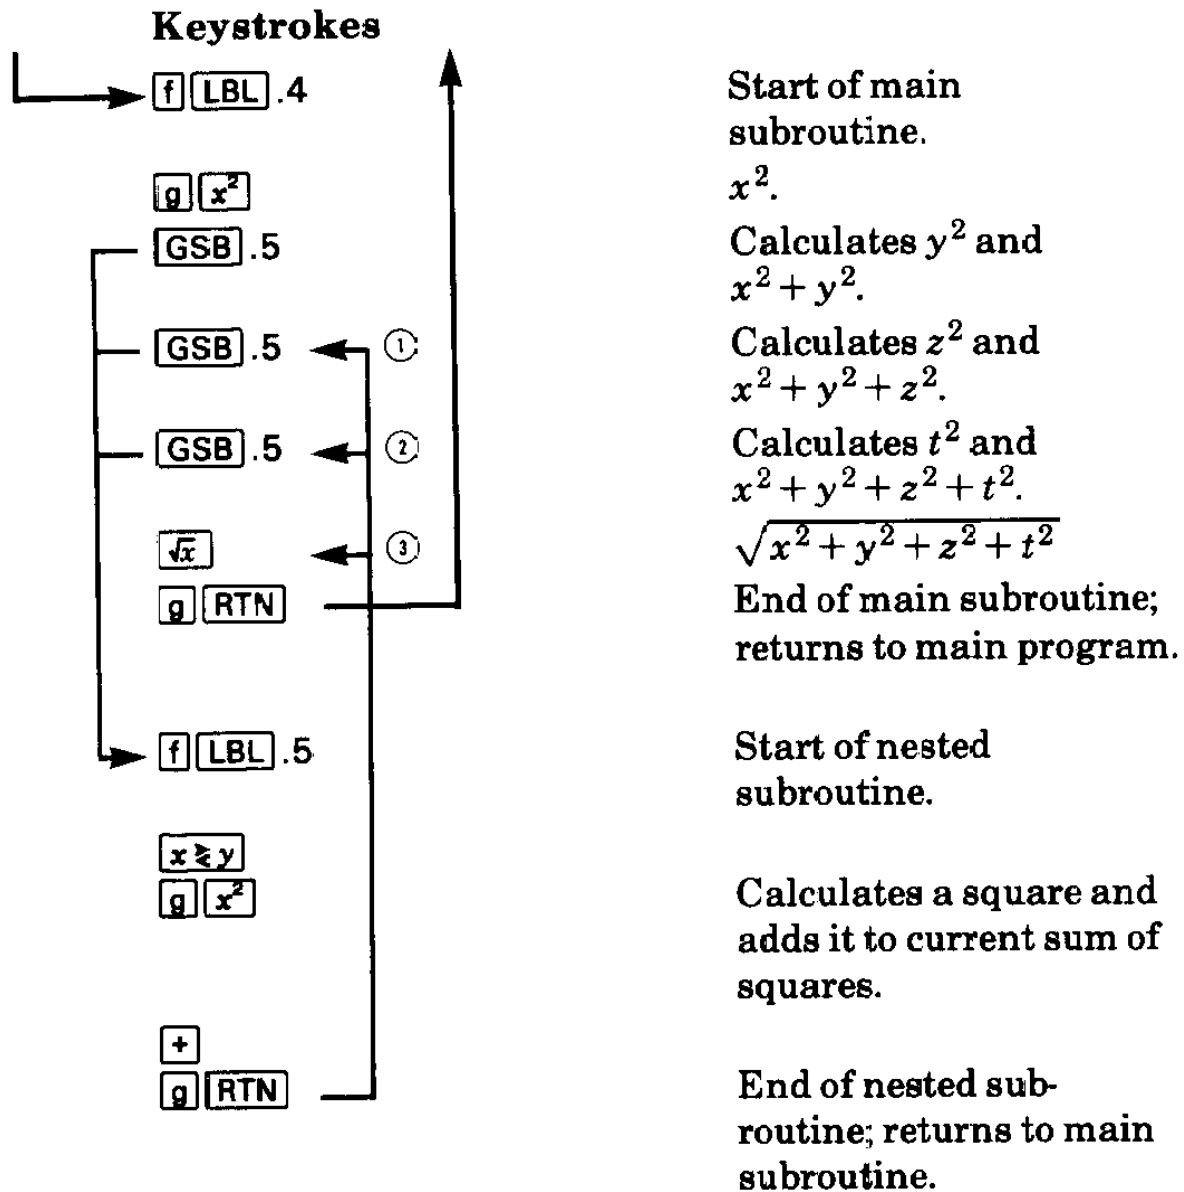 Keystrokes
f LBL .4 Start of main
subroutine.
g x² x².
GSB .5 Calculates y² and
x² + y².
GSB .5 ① Calculates z² and
x² + y² + z².
GSB .5 ② Calculates t² and
x² + y² + z² + t².
√x ③ √x² + y² + z² + t²
g RTN End of main subroutine;
returns to main program.
f LBL .5 Start of nested
subroutine.
x≷y
g x² Calculates a square and
adds it to current sum of
squares.
+
g RTN End of nested sub-
routine; returns to main
subroutine.